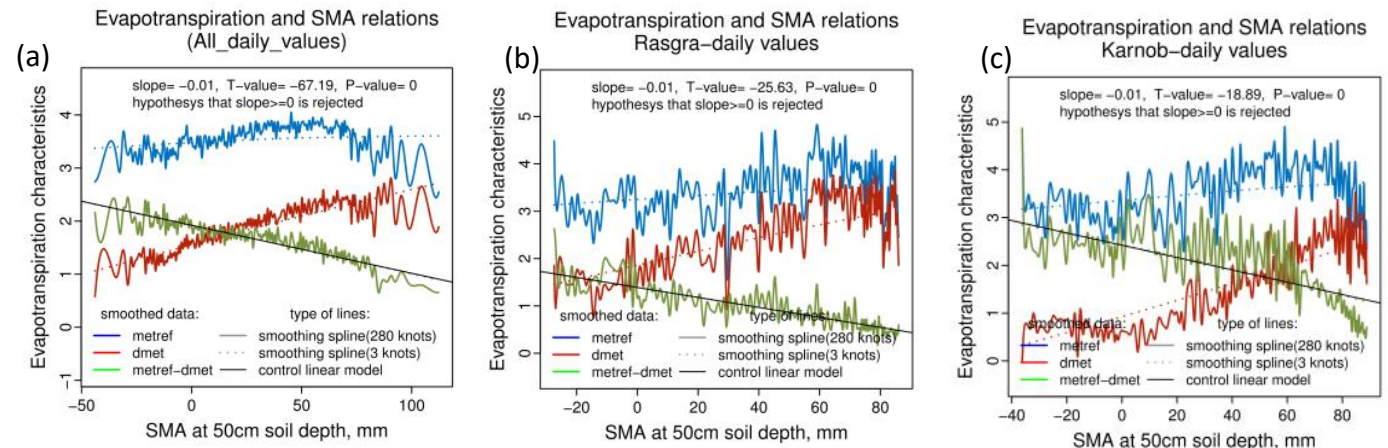 (a)
Evapotranspiration and SMA relations
(All_daily_values)
slope= −0.01, T−value= −67.19, P−value= 0
hypothesys that slope>=0 is rejected
Evapotranspiration characteristics
4
3
2
1
0
−1
smoothed data:
metref
dmet
metref−dmet
type of lines:
smoothing spline(280 knots)
smoothing spline(3 knots)
control linear model
−50
0
50
100
SMA at 50cm soil depth, mm
(b)
Evapotranspiration and SMA relations
Rasgra−daily values
slope= −0.01, T−value= −25.63, P−value= 0
hypothesys that slope>=0 is rejected
Evapotranspiration characteristics
5
4
3
2
1
0
smoothed data:
metref
dmet
metref−dmet
type of lines:
smoothing spline(280 knots)
smoothing spline(3 knots)
control linear model
−20
0
20
40
60
80
SMA at 50cm soil depth, mm
(c)
Evapotranspiration and SMA relations
Karnob−daily values
slope= −0.01, T−value= −18.89, P−value= 0
hypothesys that slope>=0 is rejected
Evapotranspiration characteristics
5
4
3
2
1
0
smoothed data:
metref
dmet
metref−dmet
type of lines:
smoothing spline(280 knots)
smoothing spline(3 knots)
control linear model
−40
−20
0
20
40
60
80
SMA at 50cm soil depth, mm